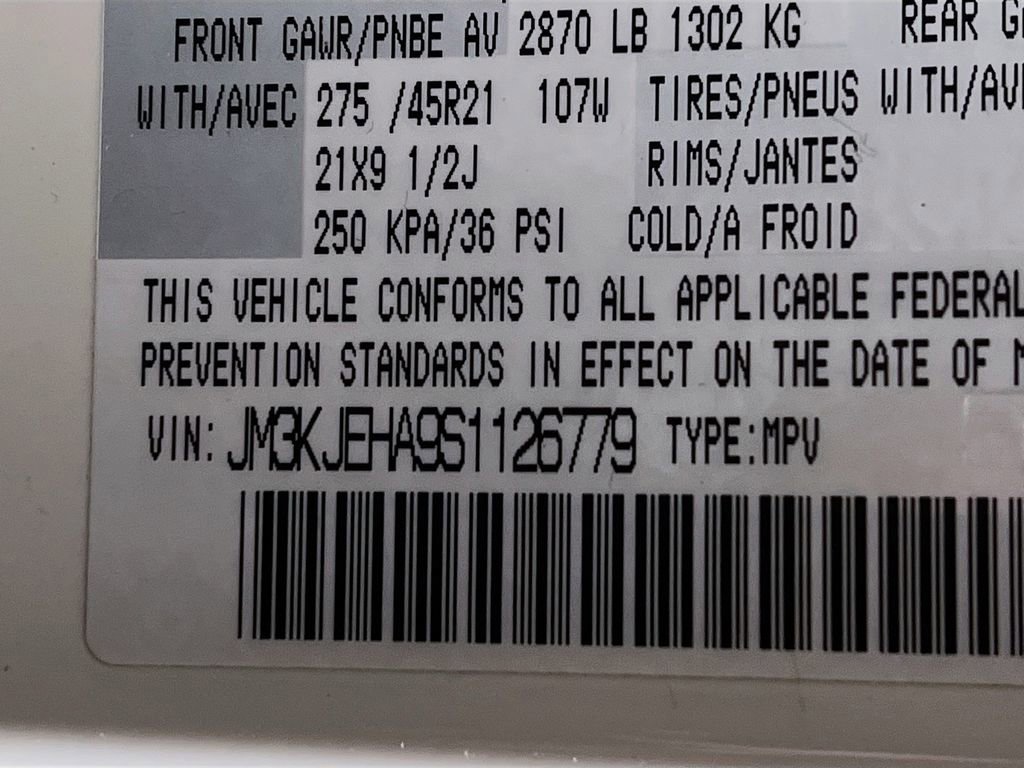 FRONT GAWR/PNBE AV 2870 LB 1302 KG REAR
WITH/AVEC 275 /45R21 107W TIRES/PNEUS WITH/AV
21X9 1/2J RIMS/JANTES
250 KPA/36 PSI COLD/A FROID
THIS VEHICLE CONFORMS TO ALL APPLICABLE FEDERAL
PREVENTION STANDARDS IN EFFECT ON THE DATE OF
VIN: JM3KJEHA9S1126779 TYPE:MPV